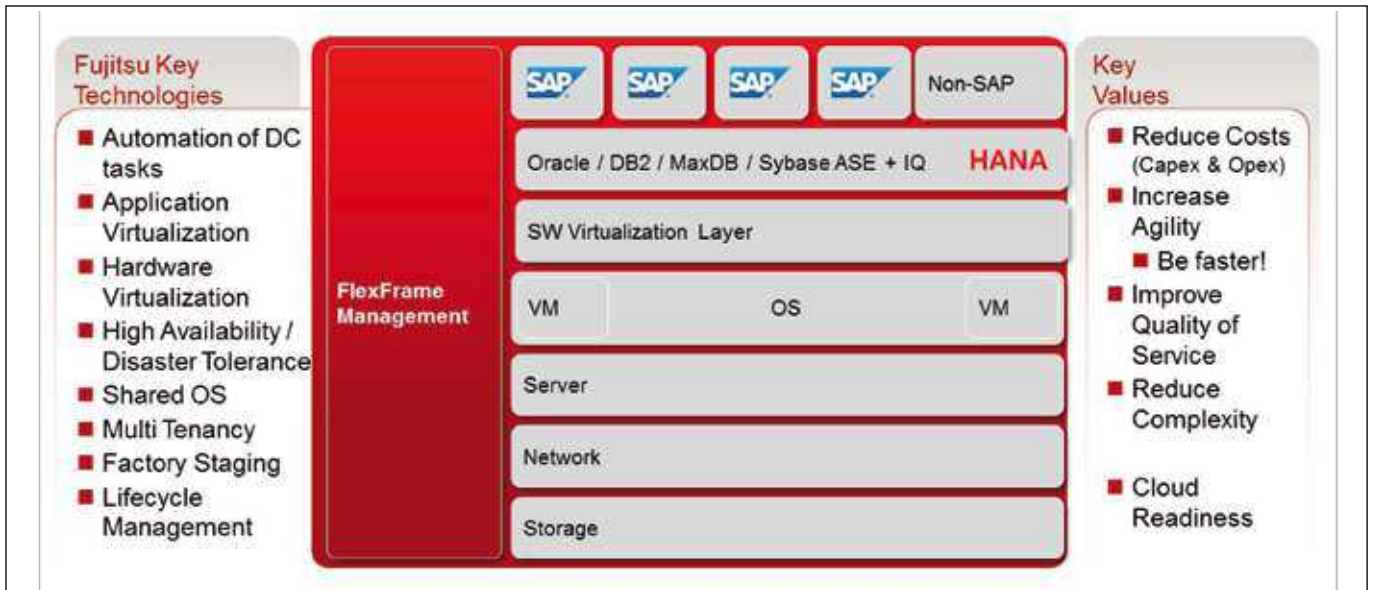 Fujitsu Key
Technologies
Automation of DC
tasks
Application
Virtualization
Hardware
Virtualization
High Availability /
Disaster Tolerance
Shared OS
Multi Tenancy
Factory Staging
Lifecycle
Management
FlexFrame
Management
SAP SAP SAP SAP Non-SAP
Oracle / DB2 / MaxDB / Sybase ASE + IQ HANA
SW Virtualization Layer
VM OS VM
Server
Network
Storage
Key
Values
Reduce Costs
(Capex & Opex)
Increase
Agility
Be faster!
Improve
Quality of
Service
Reduce
Complexity
Cloud
Readiness